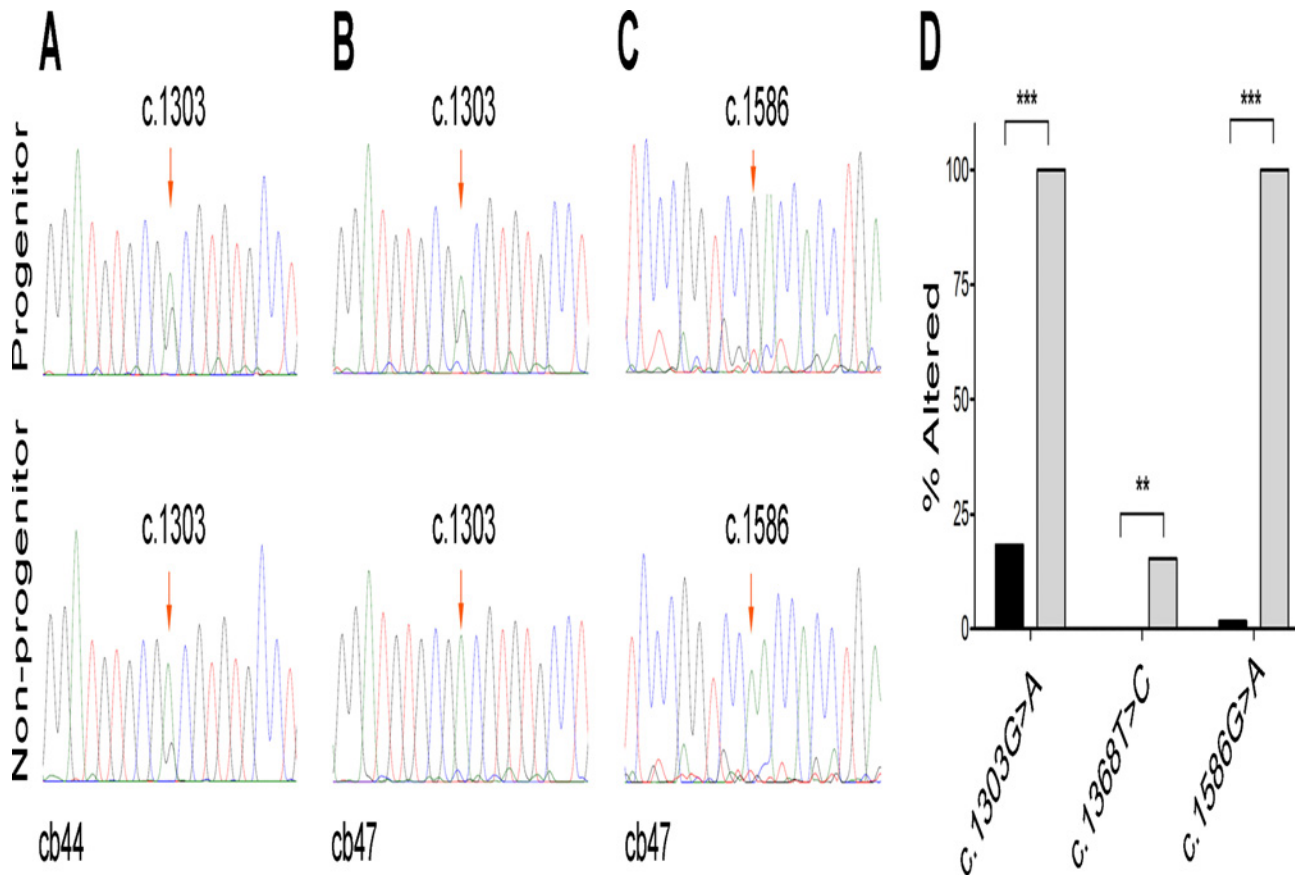 A B C D
c.1303 c.1303 c.1586
Progenitor
c.1303 c.1303 c.1586
Non-progenitor
cb44 cb47 cb47
*** ***
**
% Altered
100
75
50
25
0
c. 1303G>A
c. 1368T>C
c. 1586G>A